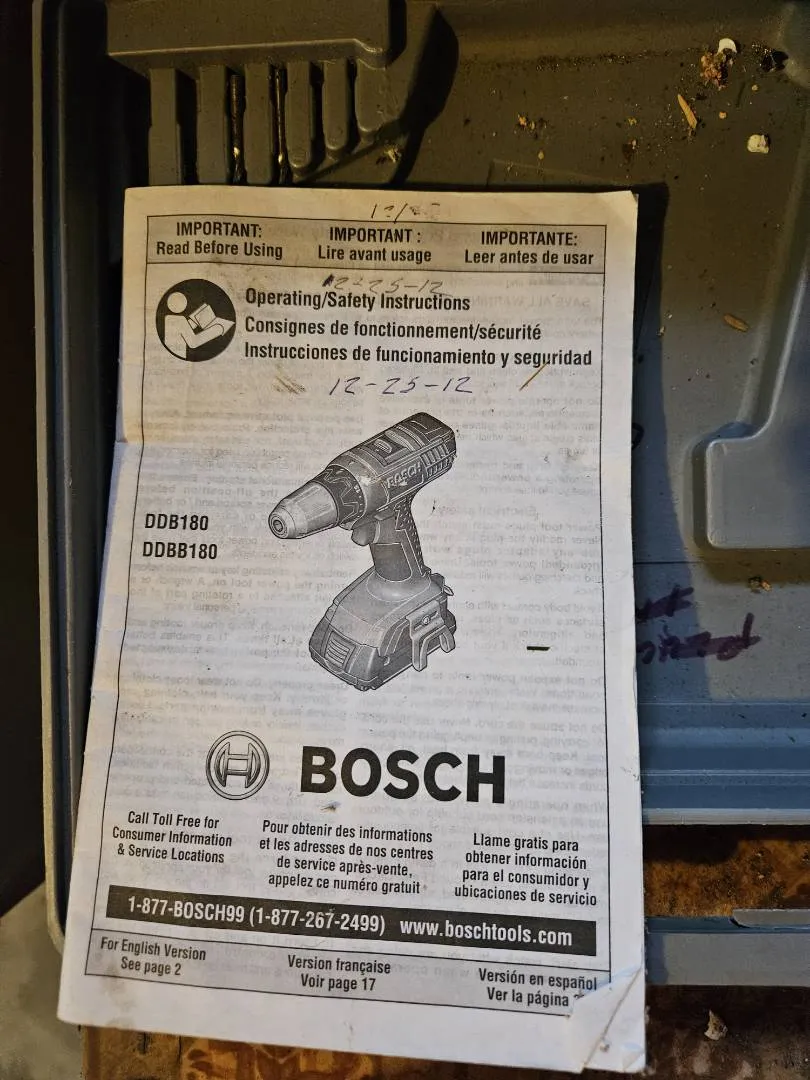 IMPORTANT:
Read Before Using
IMPORTANT :
Lire avant usage
IMPORTANTE:
Leer antes de usar
12-25-12
Operating/Safety Instructions
Consignes de fonctionnement/sécurité
Instrucciones de funcionamiento y seguridad
12-25-12
BOSCH
DDB180
DDBB180
BOSCH
Call Toll Free for
Consumer Information
& Service Locations
Pour obtenir des informations
et les adresses de nos centres
de service après-vente,
appelez ce numéro gratuit
Llame gratis para
obtener información
para el consumidor y
ubicaciones de servicio
1-877-BOSCH99 (1-877-267-2499) www.boschtools.com
For English Version
See page 2
Version française
Voir page 17
Versión en español
Ver la página